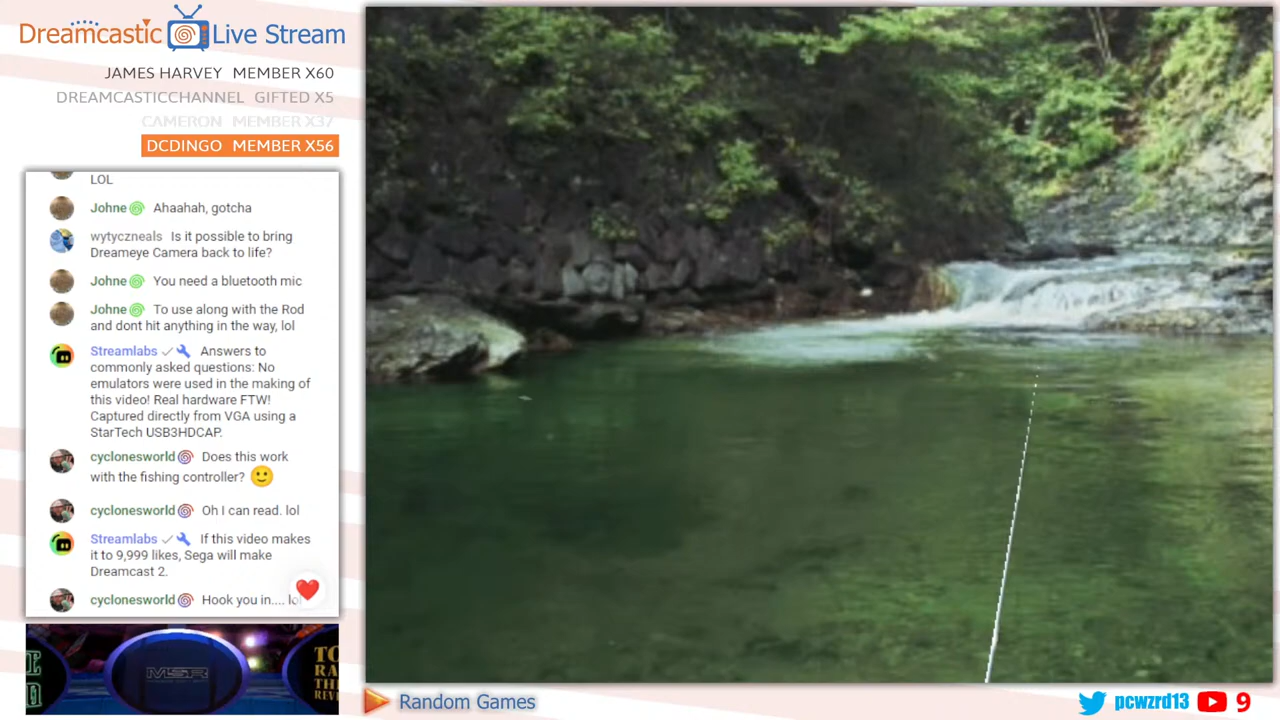 Dreamcastic Live Stream
JAMES HARVEY MEMBER X60
DREAMCASTICCHANNEL GIFTED X5
CAMERON MEMBER X37
DCDINGO MEMBER X56
LOL
Johne Ahaahah, gotcha
wytyczneals Is it possible to bring
Dreameye Camera back to life?
Johne You need a bluetooth mic
Johne To use along with the Rod
and dont hit anything in the way, lol
Streamlabs Answers to
commonly asked questions: No
emulators were used in the making of
this video! Real hardware FTW!
Captured directly from VGA using a
StarTech USB3HDCAP.
cyclonesworld Does this work
with the fishing controller?
cyclonesworld Oh I can read. lol
Streamlabs If this video makes
it to 9,999 likes, Sega will make
Dreamcast 2.
cyclonesworld Hook you in.... lol
MSR
Random Games
pcwzrd13 9